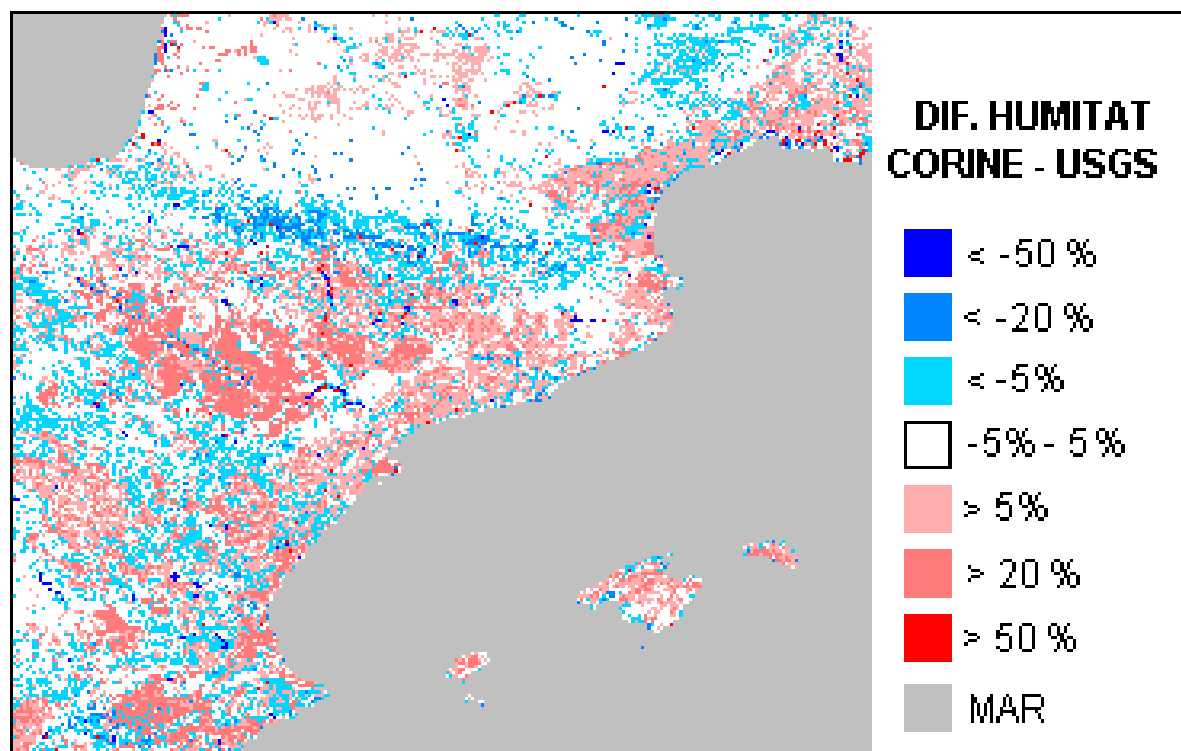 DIF. HUMITAT
CORINE - USGS
< -50 %
< -20 %
< -5%
-5% - 5 %
> 5%
> 20 %
> 50 %
MAR